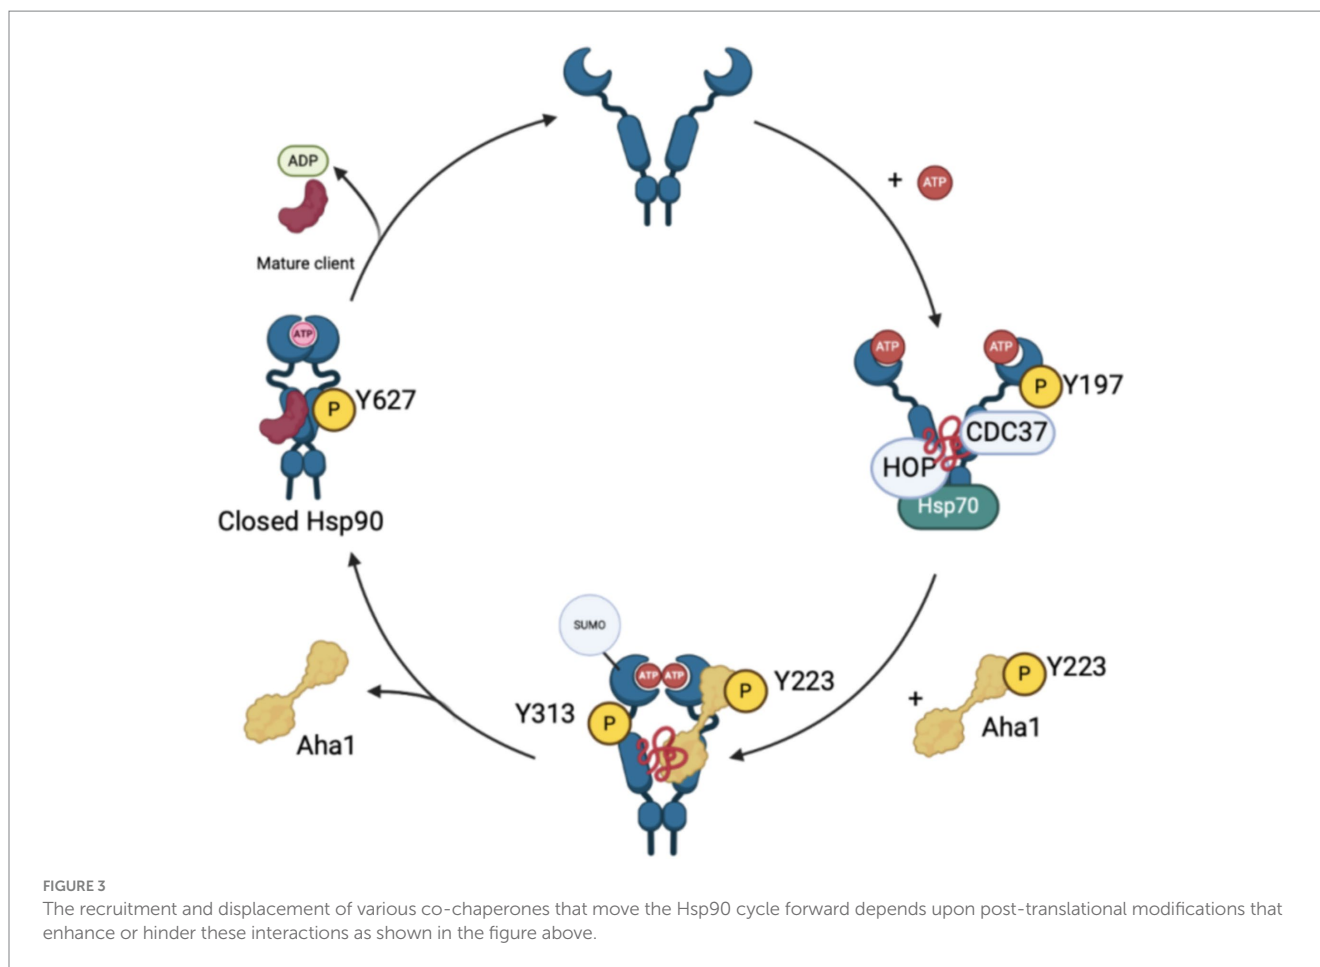 + ATP
ATP
ATP
P Y197
CDC37
HOP
Hsp70
+
P Y223
Aha1
SUMO
ATP ATP
P Y223
Y313 P
Aha1
ATP
P Y627
Closed Hsp90
ADP
Mature client
FIGURE 3
The recruitment and displacement of various co-chaperones that move the Hsp90 cycle forward depends upon post-translational modifications that
enhance or hinder these interactions as shown in the figure above.